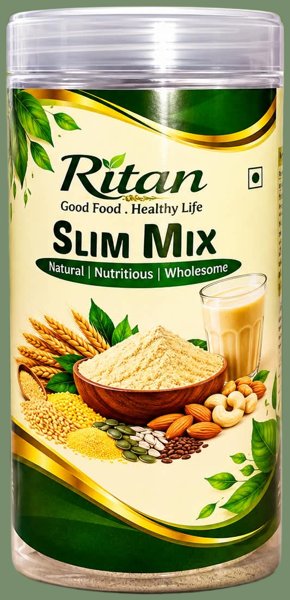 Ritan
Good Food . Healthy Life
SLIM MIX
Natural | Nutritious | Wholesome